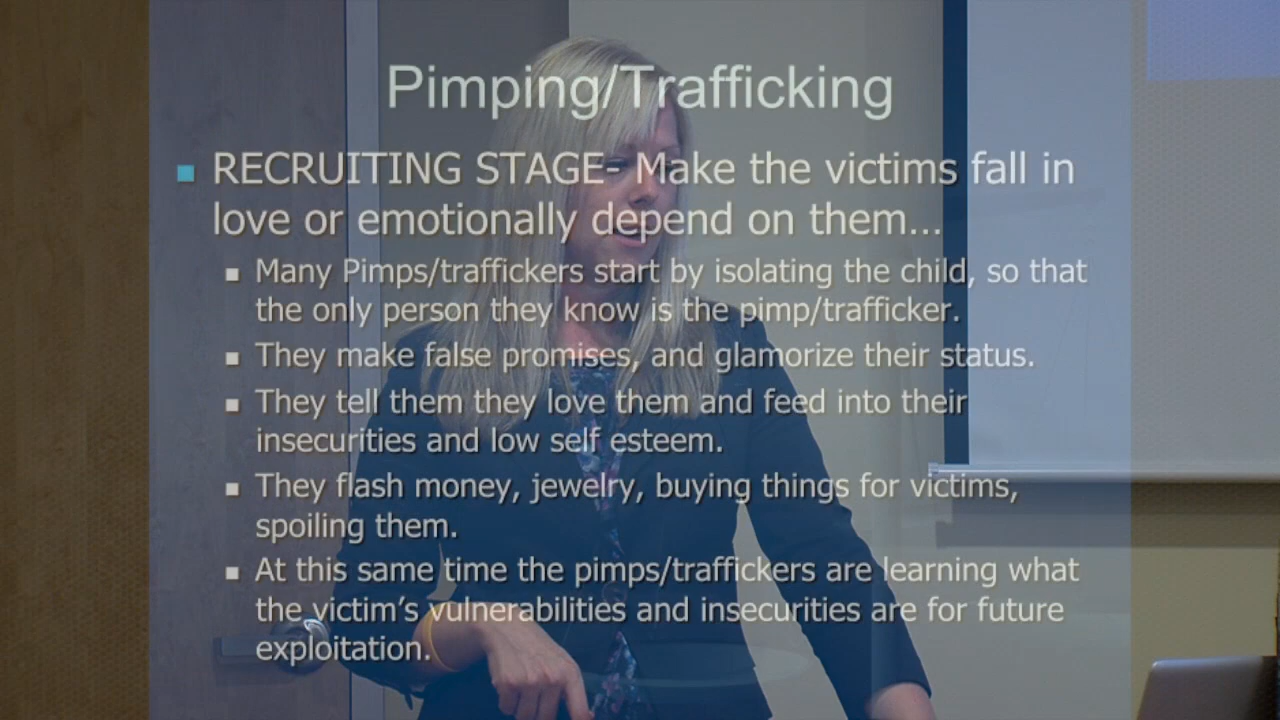 Pimping/Trafficking
RECRUITING STAGE- Make the victims fall in
love or emotionally depend on them...
Many Pimps/traffickers start by isolating the child, so that
the only person they know is the pimp/trafficker.
They make false promises, and glamorize their status.
They tell them they love them and feed into their
insecurities and low self esteem.
They flash money, jewelry, buying things for victims,
spoiling them.
At this same time the pimps/traffickers are learning what
the victim's vulnerabilities and insecurities are for future
exploitation.